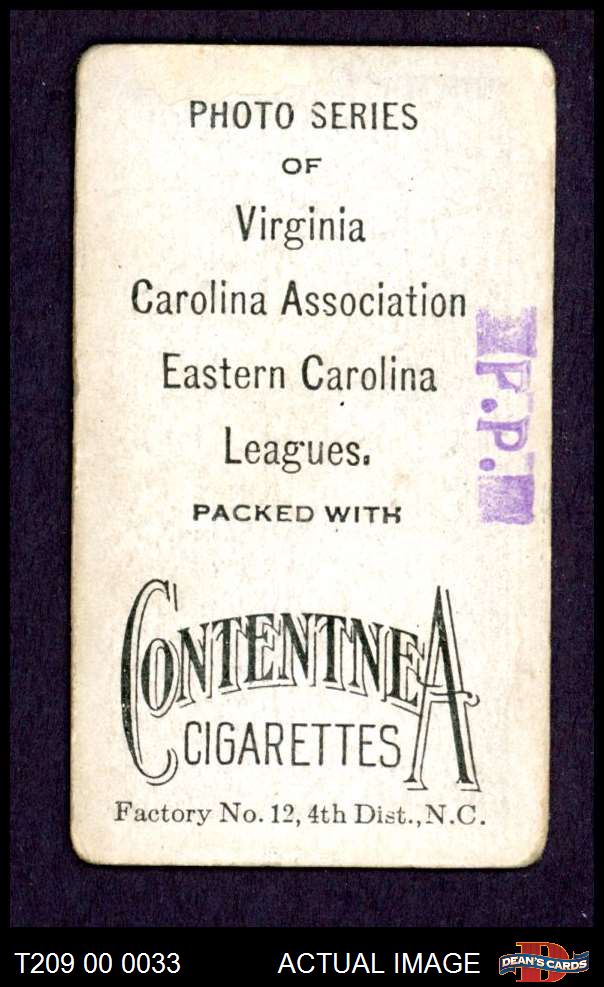 PHOTO SERIES
OF
Virginia
Carolina Association
Eastern Carolina
Leagues.
PACKED WITH
CONTENTNEA
CIGARETTES
Factory No. 12, 4th Dist., N.C.
F.P.
T209 00 0033 ACTUAL IMAGE
D
DEAN'S CARDS